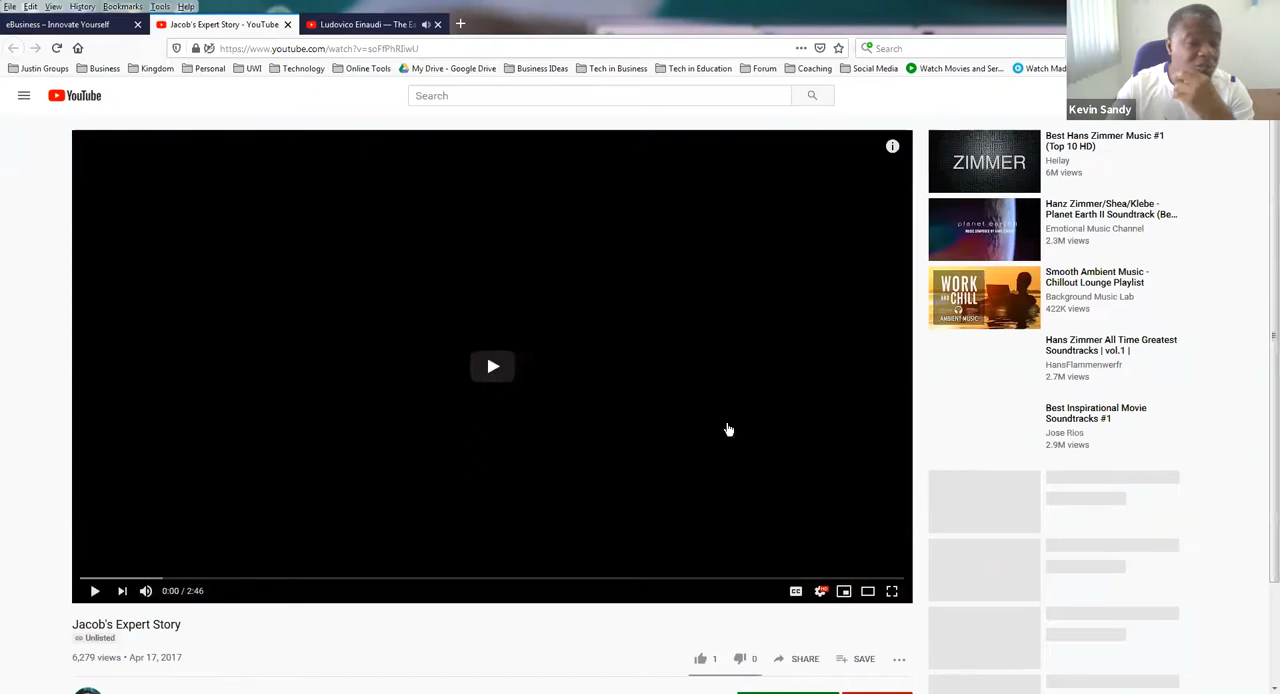 File Edit View History Bookmarks Tools Help
eBusiness – Innovate Yourself
Jacob's Expert Story - YouTube
Ludovico Einaudi — The Ea
https://www.youtube.com/watch?v=soFfPhRIiwU
Search
Justin Groups Business Kingdom Personal UWI Technology Online Tools My Drive - Google Drive Business IDeas Tech in Business Tech in Education Forum Coaching Social Media Watch Movies and Ser... Watch Mad
Kevin Sandy
YouTube
Search
ZIMMER
Best Hans Zimmer Music #1
(Top 10 HD)
Heilay
6M views
planet earth
Hanz Zimmer/Shea/Klebe -
Planet Earth II Soundtrack (Be...
Emotional Music Channel
2.3M views
WORK
AND CHILL
AMBIENT MUSIC
Smooth Ambient Music -
Chillout Lounge Playlist
Background Music Lab
422K views
Hans Zimmer All Time Greatest
Soundtracks | vol.1 |
HansFlammenwerfr
2.7M views
Best Inspirational Movie
Soundtracks #1
Jose Rios
2.9M views
0:00 / 2:46
CC
HD
Jacob's Expert Story
Unlisted
6,279 views • Apr 17, 2017
1
0
SHARE
SAVE